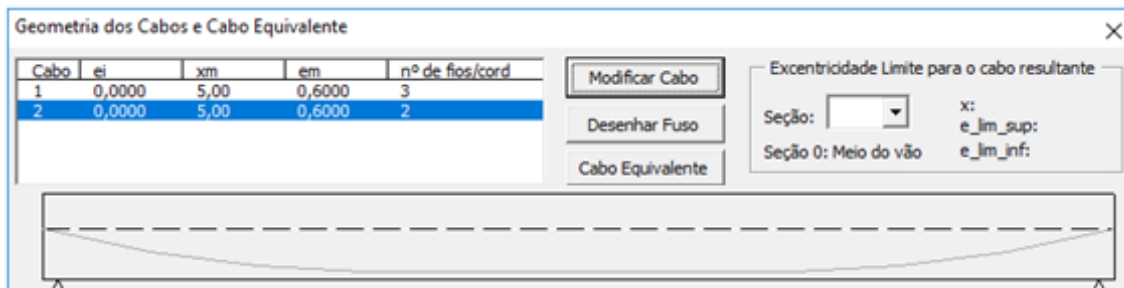 Geometria dos Cabos e Cabo Equivalente
Cabo ei xm em nº de fios/cord
1 0,0000 5,00 0,6000 3
2 0,0000 5,00 0,6000 2
Modificar Cabo
Desenhar Fuso
Cabo Equivalente
Excentricidade Limite para o cabo resultante
Seção:
x:
e_lim_sup:
Seção 0: Meio do vão
e_lim_inf: